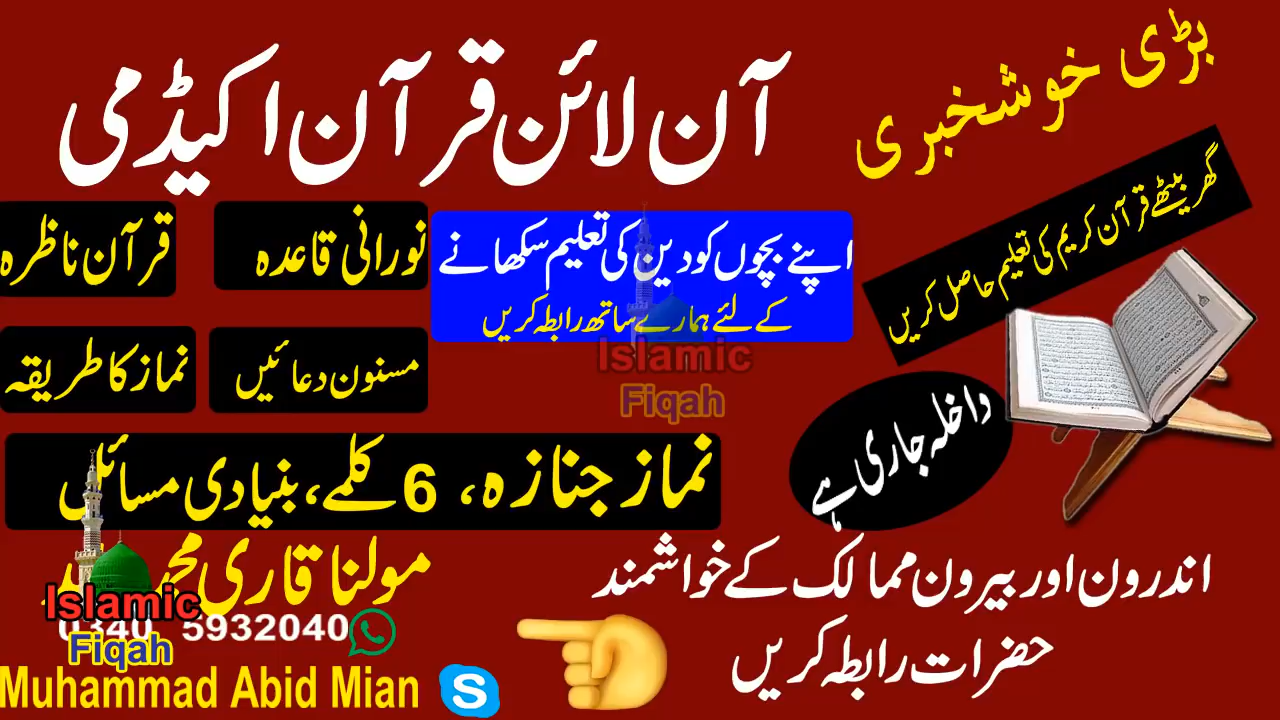 بڑی خوشخبری
آن لائن قرآن اکیڈمی
گھر بیٹھے قرآن کریم کی تعلیم حاصل کریں
اپنے بچوں کو دین کی تعلیم سکھانے
کے لئے ہمارے ساتھ رابطہ کریں
نورانی قاعدہ
قرآن ناظرہ
مسنون دعائیں
نماز کا طریقہ
Islamic
Fiqah
داخلہ جاری ہے
نماز جنازہ، 6 کلمے، بنیادی مسائل
اندرون اور بیرون ممالک کے خواشمند
حضرات رابطہ کریں
مولنا قاری
Islamic
Fiqah
0340 5932040
Muhammad Abid Mian